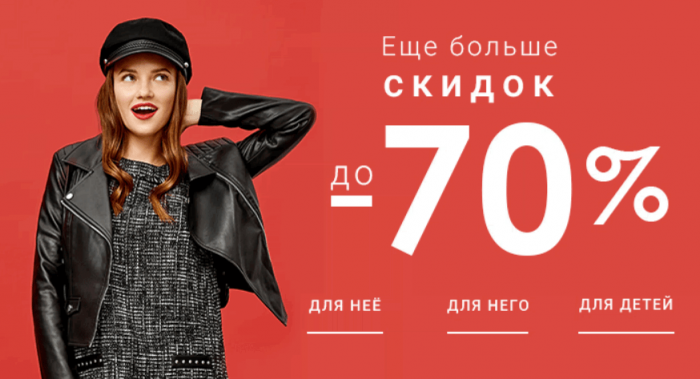 Еще больше
скидок
до
-70%
ДЛЯ НЕЁ
ДЛЯ НЕГО
ДЛЯ ДЕТЕЙ